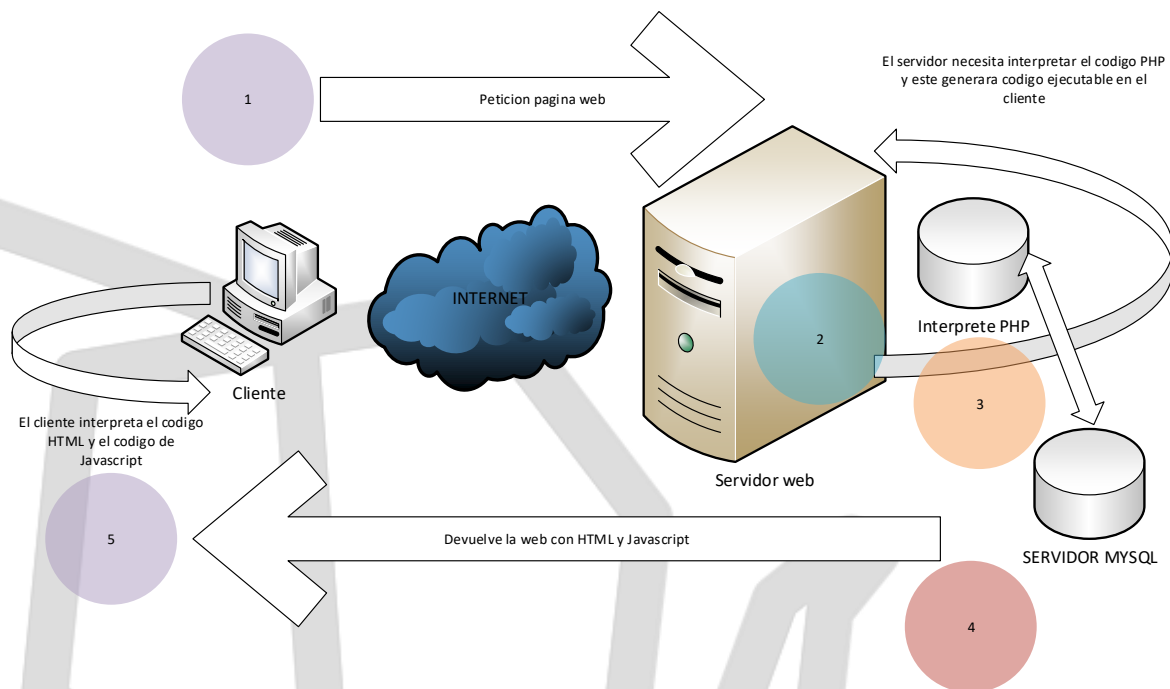 1
Peticion pagina web
El servidor necesita interpretar el codigo PHP
y este generara codigo ejecutable en el
cliente
INTERNET
2
Interprete PHP
Cliente
3
El cliente interpreta el codigo
HTML y el codigo de
Javascript
Servidor web
5
Devuelve la web con HTML y Javascript
SERVIDOR MYSQL
4